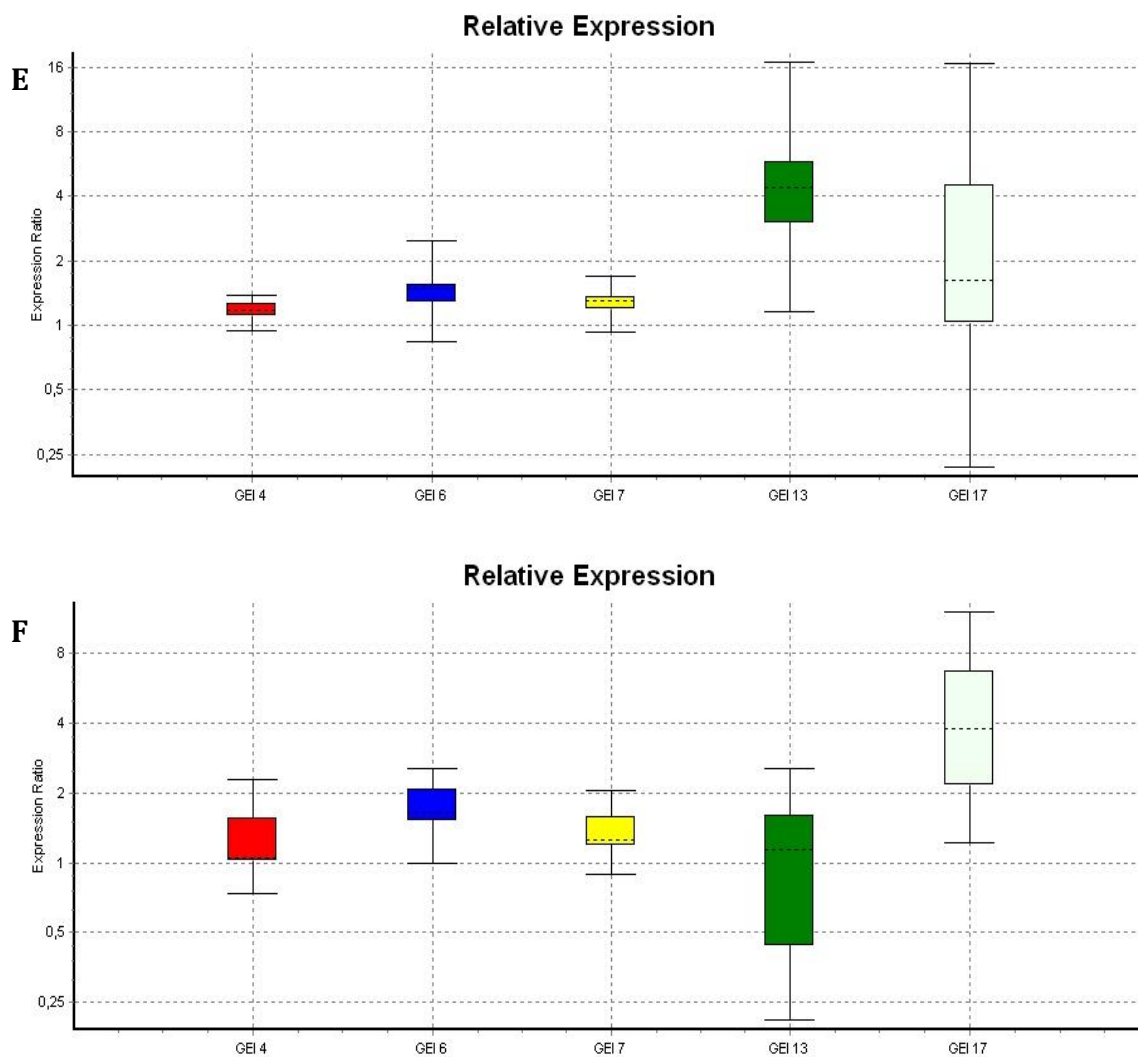 Relative Expression
E
16
8
4
2
1
0,5
0,25
Expression Ratio
GEI 4 GEI 6 GEI 7 GEI 13 GEI 17
Relative Expression
F
8
4
2
1
0,5
0,25
Expression Ratio
GEI 4 GEI 6 GEI 7 GEI 13 GEI 17